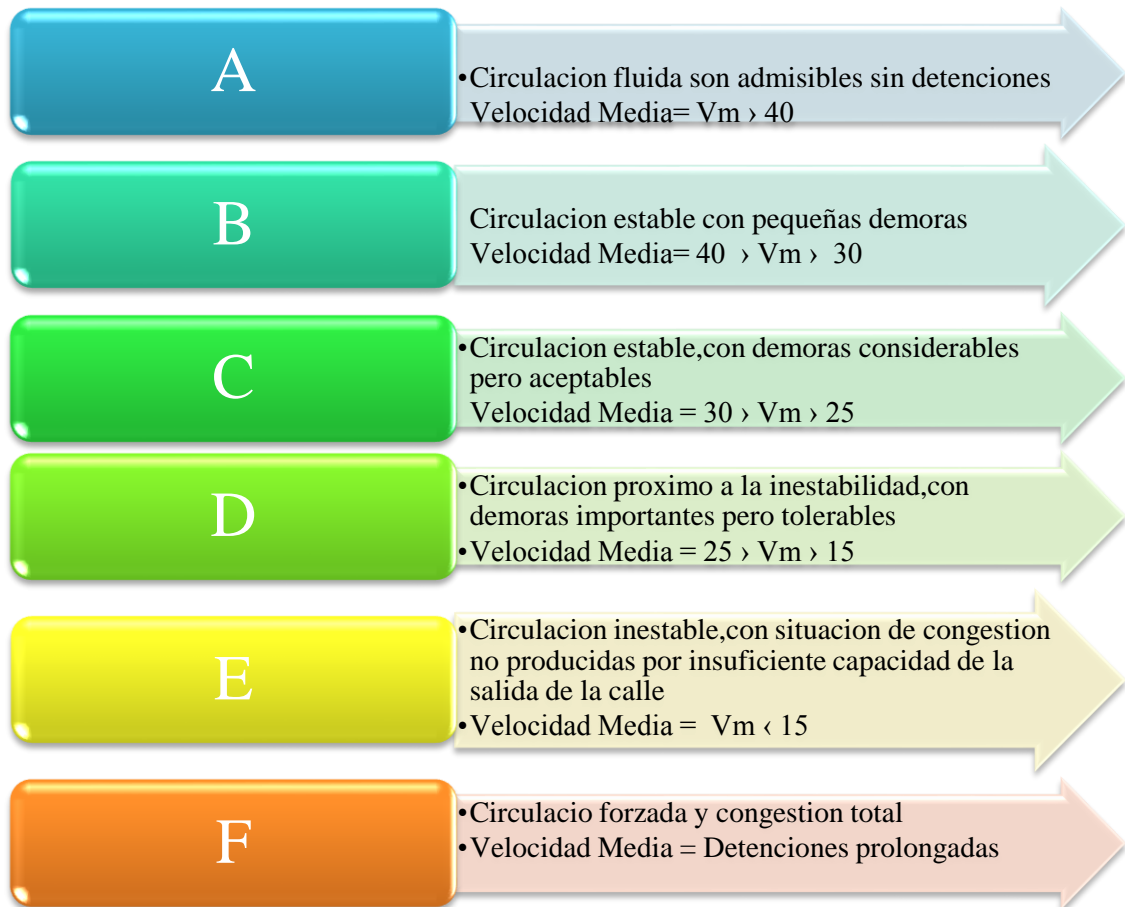 A
•Circulacion fluida son admisibles sin detenciones
Velocidad Media= Vm › 40
B
Circulacion estable con pequeñas demoras
Velocidad Media= 40 › Vm › 30
C
•Circulacion estable,con demoras considerables
pero aceptables
Velocidad Media = 30 › Vm › 25
D
•Circulacion proximo a la inestabilidad,con
demoras importantes pero tolerables
•Velocidad Media = 25 › Vm › 15
E
•Circulacion inestable,con situacion de congestion
no producidas por insuficiente capacidad de la
salida de la calle
•Velocidad Media = Vm ‹ 15
F
•Circulacio forzada y congestion total
•Velocidad Media = Detenciones prolongadas